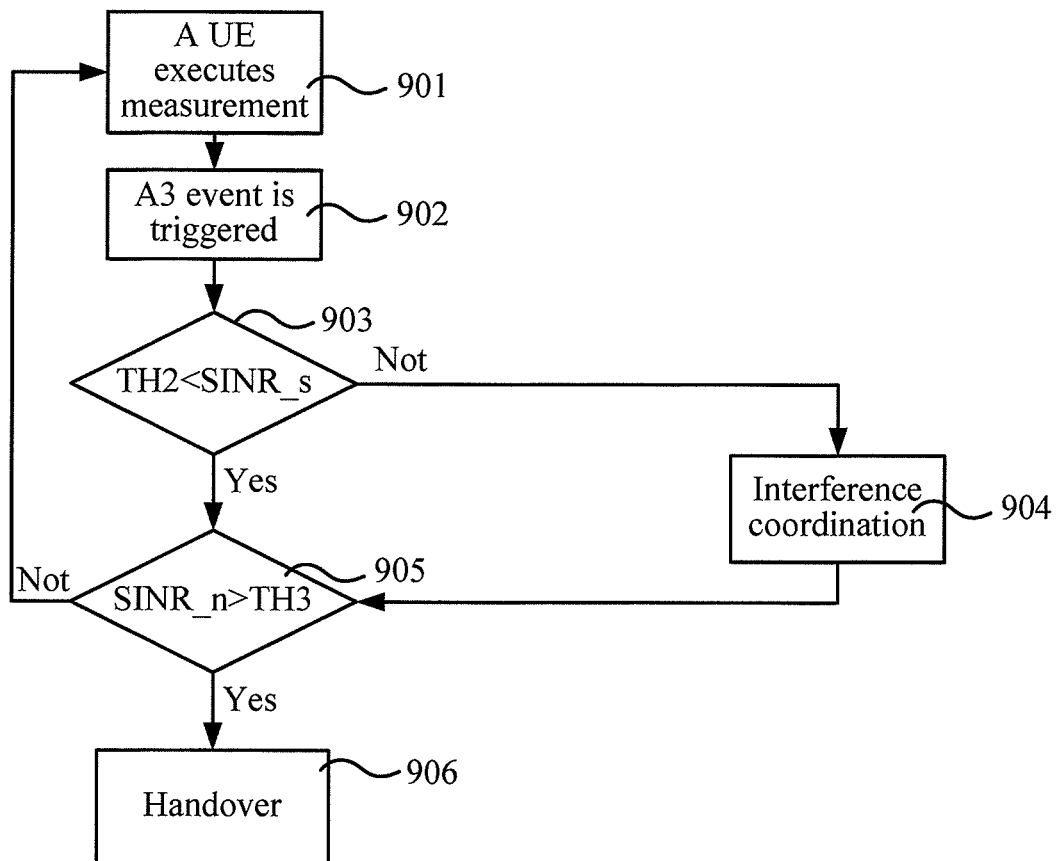 A UE
executes
measurement
901
A3 event is
triggered
902
903
TH2<SINR_s
Not
Yes
Interference
coordination
904
905
Not
SINR_n>TH3
Yes
906
Handover